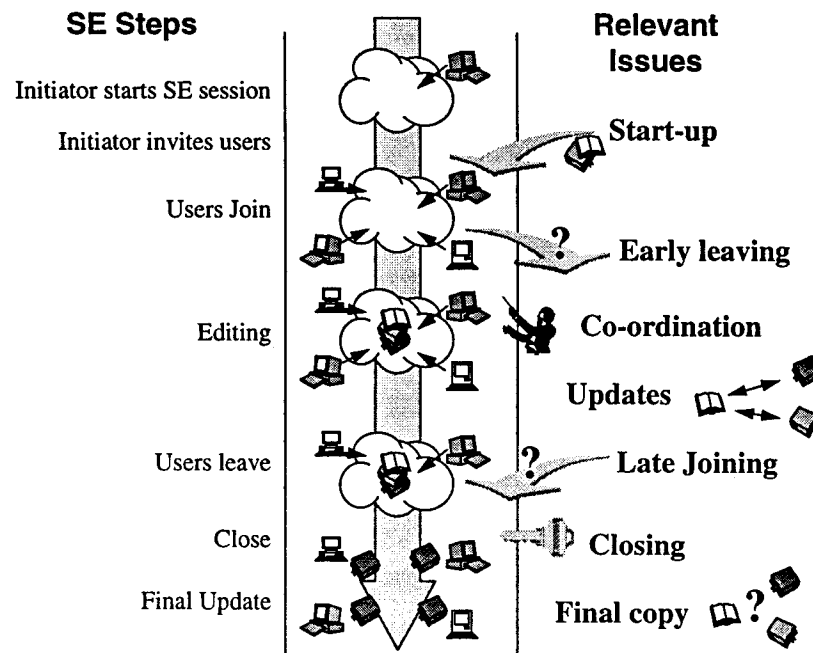 SE Steps
Relevant
Issues
Initiator starts SE session
Initiator invites users
Start-up
Users Join
?
Early leaving
Editing
Co-ordination
Updates
Users leave
?
Late Joining
Close
Closing
Final Update
Final copy
?